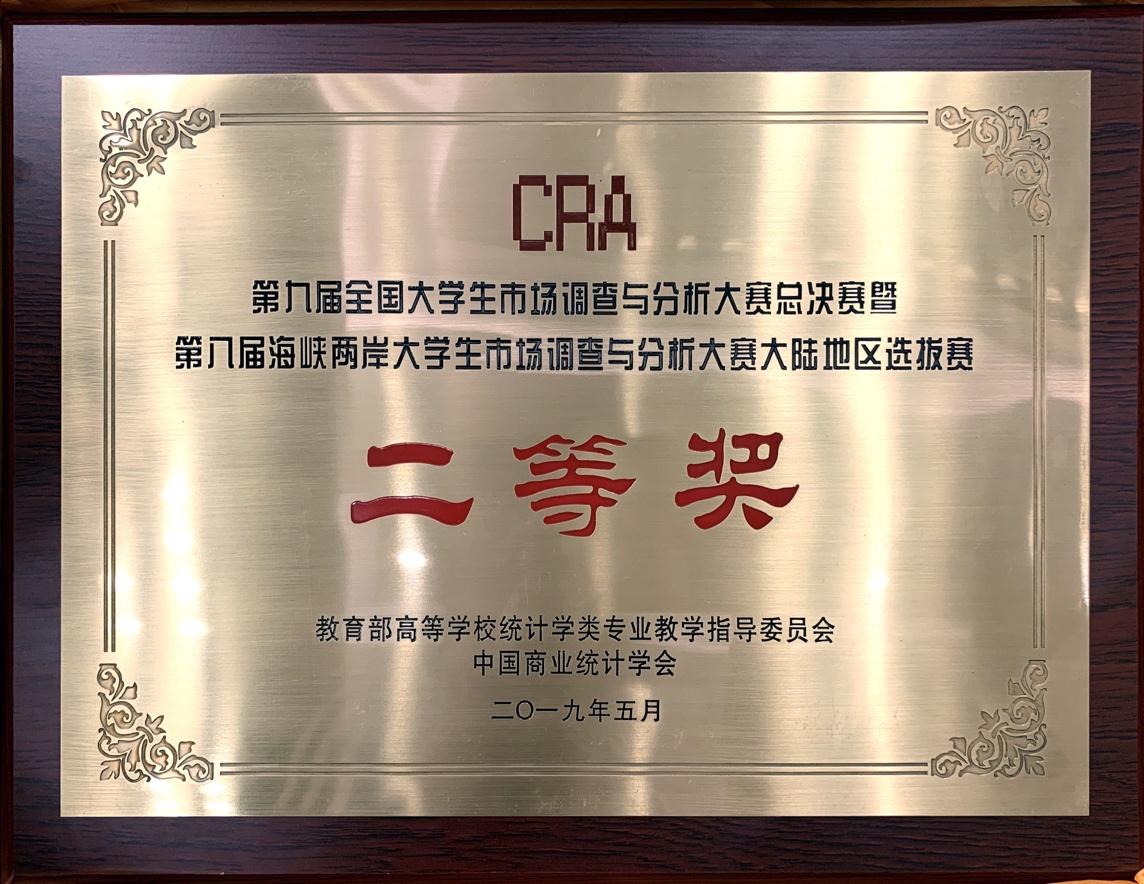 CRA
第九届全国大学生市场调查与分析大赛总决赛暨
第八届海峡两岸大学生市场调查与分析大赛大陆地区选拔赛
二等奖
教育部高等学校统计学类专业教学指导委员会
中国商业统计学会
二〇一九年五月